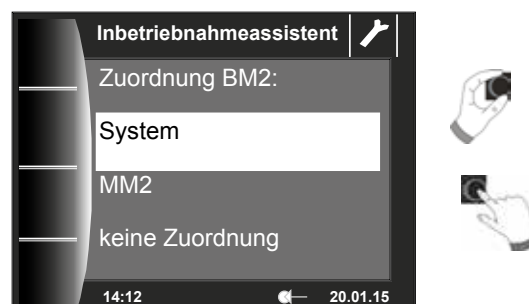 Inbetriebnahmeassistent
Zuordnung BM2:
System
MM2
keine Zuordnung
14:12 20.01.15